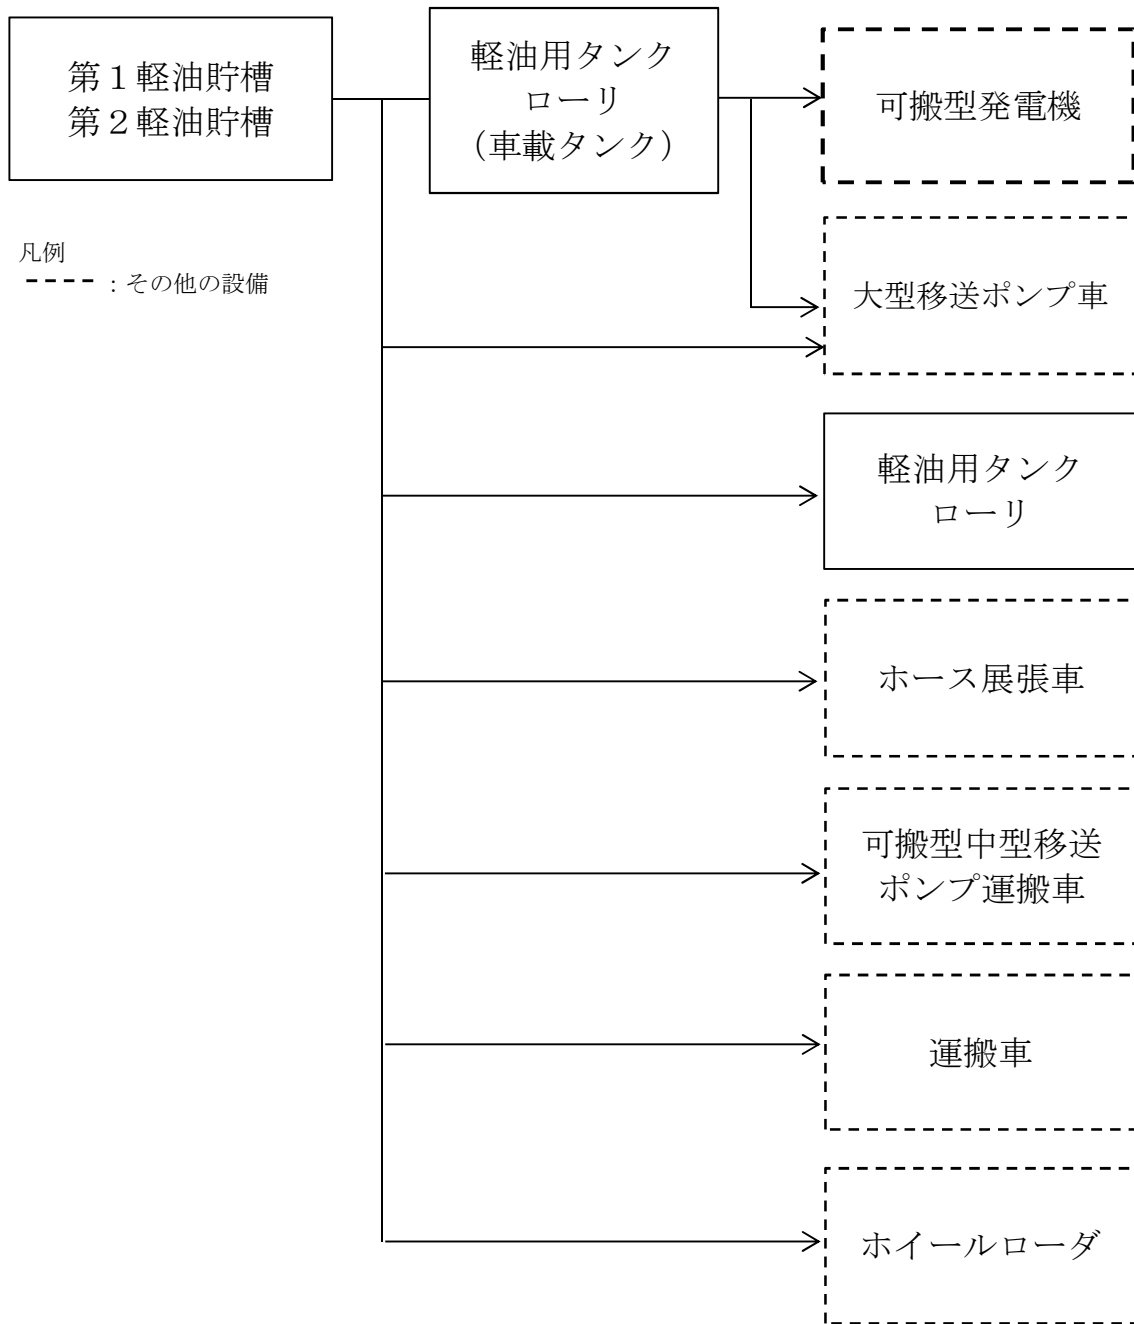 第１軽油貯槽
第２軽油貯槽
軽油用タンク
ローリ
（車載タンク）
可搬型発電機
凡例
：その他の設備
大型移送ポンプ車
軽油用タンク
ローリ
ホース展張車
可搬型中型移送
ポンプ運搬車
運搬車
ホイールローダ